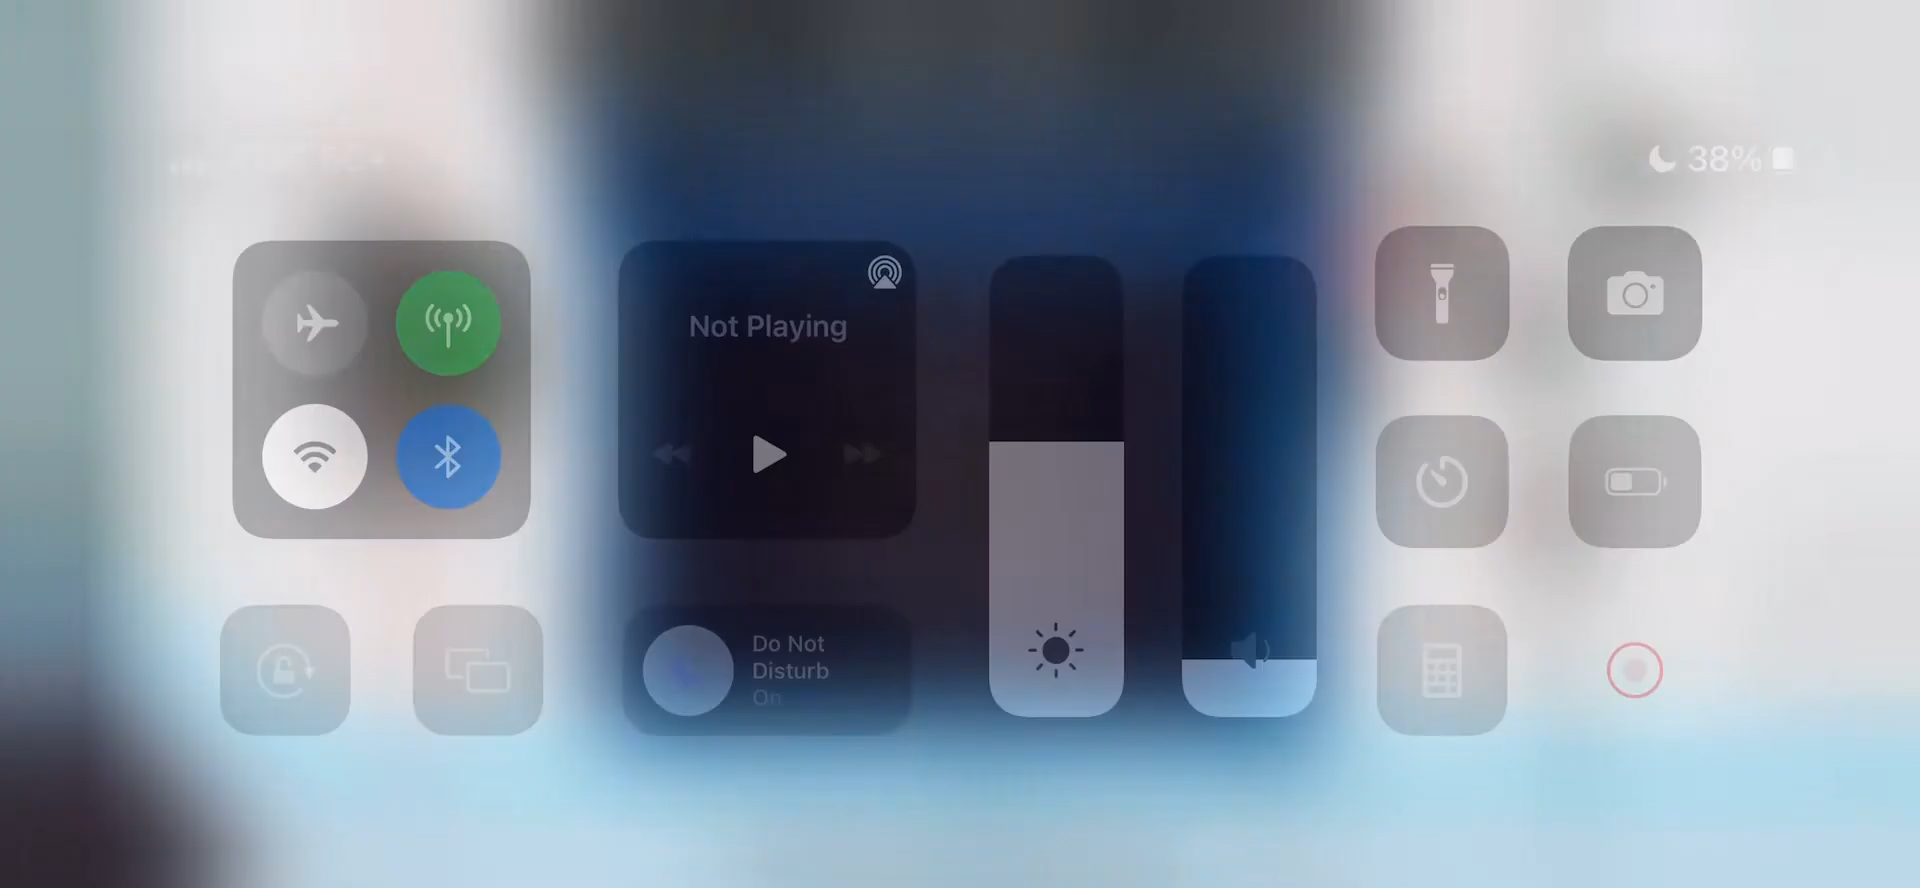 38%
Not Playing
Do Not
Disturb
On